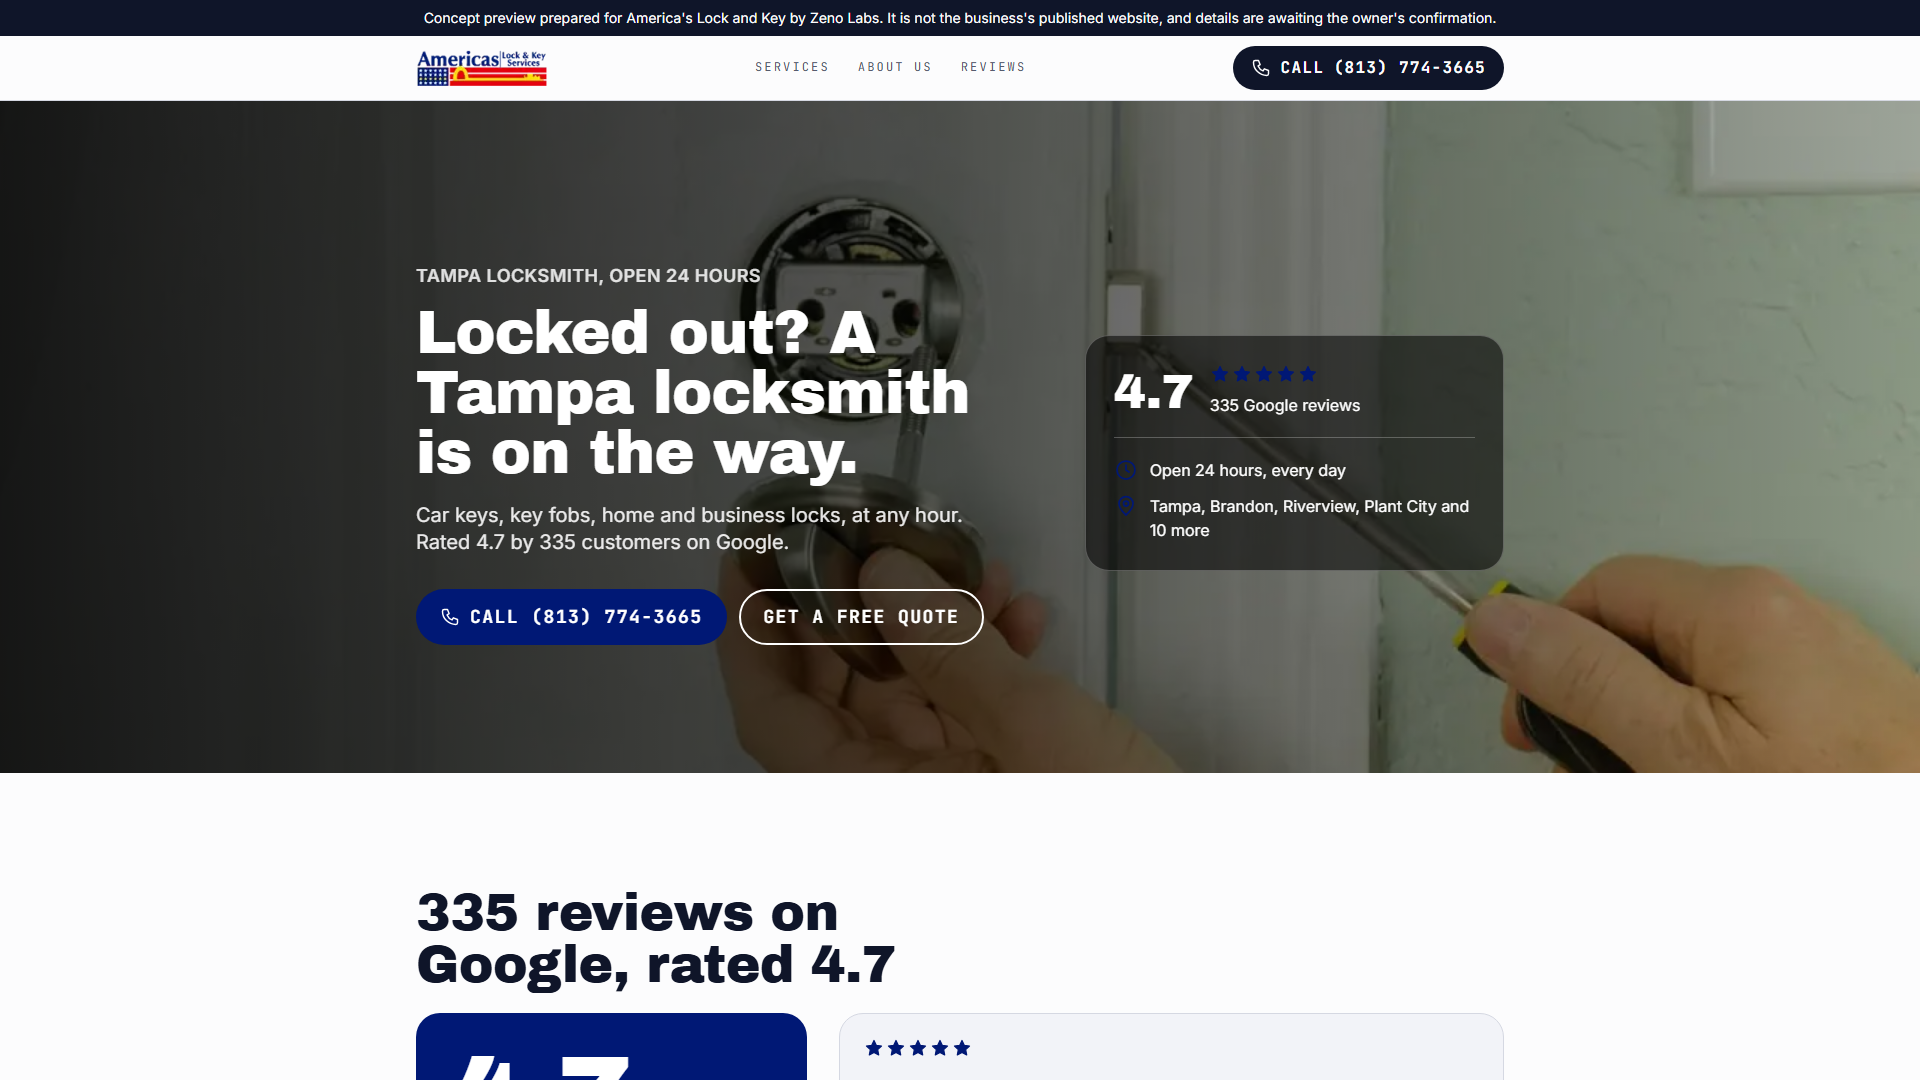 Concept preview prepared for America's Lock and Key by Zeno Labs. It is not the business's published website, and details are awaiting the owner's confirmation.
Americas Lock & Key Services
SERVICES ABOUT US REVIEWS
CALL (813) 774-3665
TAMPA LOCKSMITH, OPEN 24 HOURS
Locked out? A
Tampa locksmith
is on the way.
Car keys, key fobs, home and business locks, at any hour.
Rated 4.7 by 335 customers on Google.
CALL (813) 774-3665
GET A FREE QUOTE
4.7
335 Google reviews
Open 24 hours, every day
Tampa, Brandon, Riverview, Plant City and
10 more
335 reviews on
Google, rated 4.7
4.7